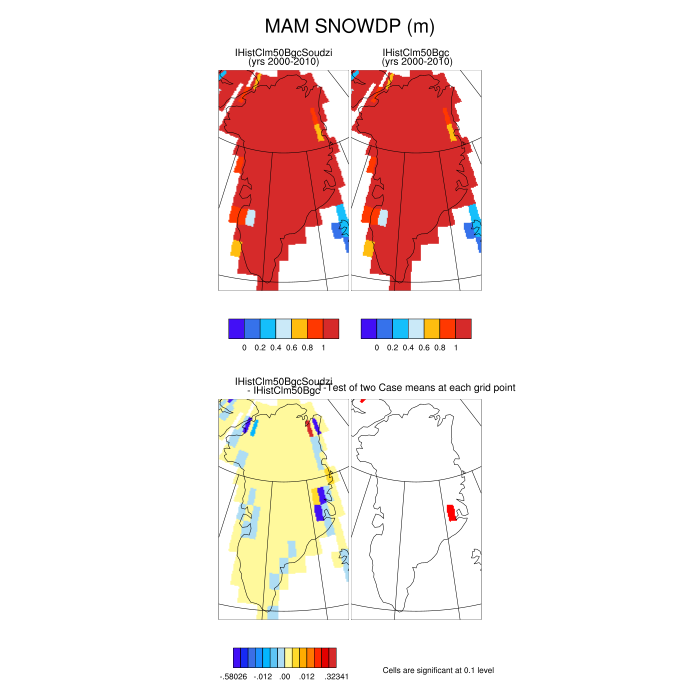 MAM SNOWDP (m)
IHistClm50BgcSoudzi
(yrs 2000-2010)
IHistClm50Bgc
(yrs 2000-2010)
0 0.2 0.4 0.6 0.8 1
0 0.2 0.4 0.6 0.8 1
IHistClm50BgcSoudzi
- IHistClm50Bgc
T-Test of two Case means at each grid point
-.58026 -.012 .00 .012 .32341
Cells are significant at 0.1 level